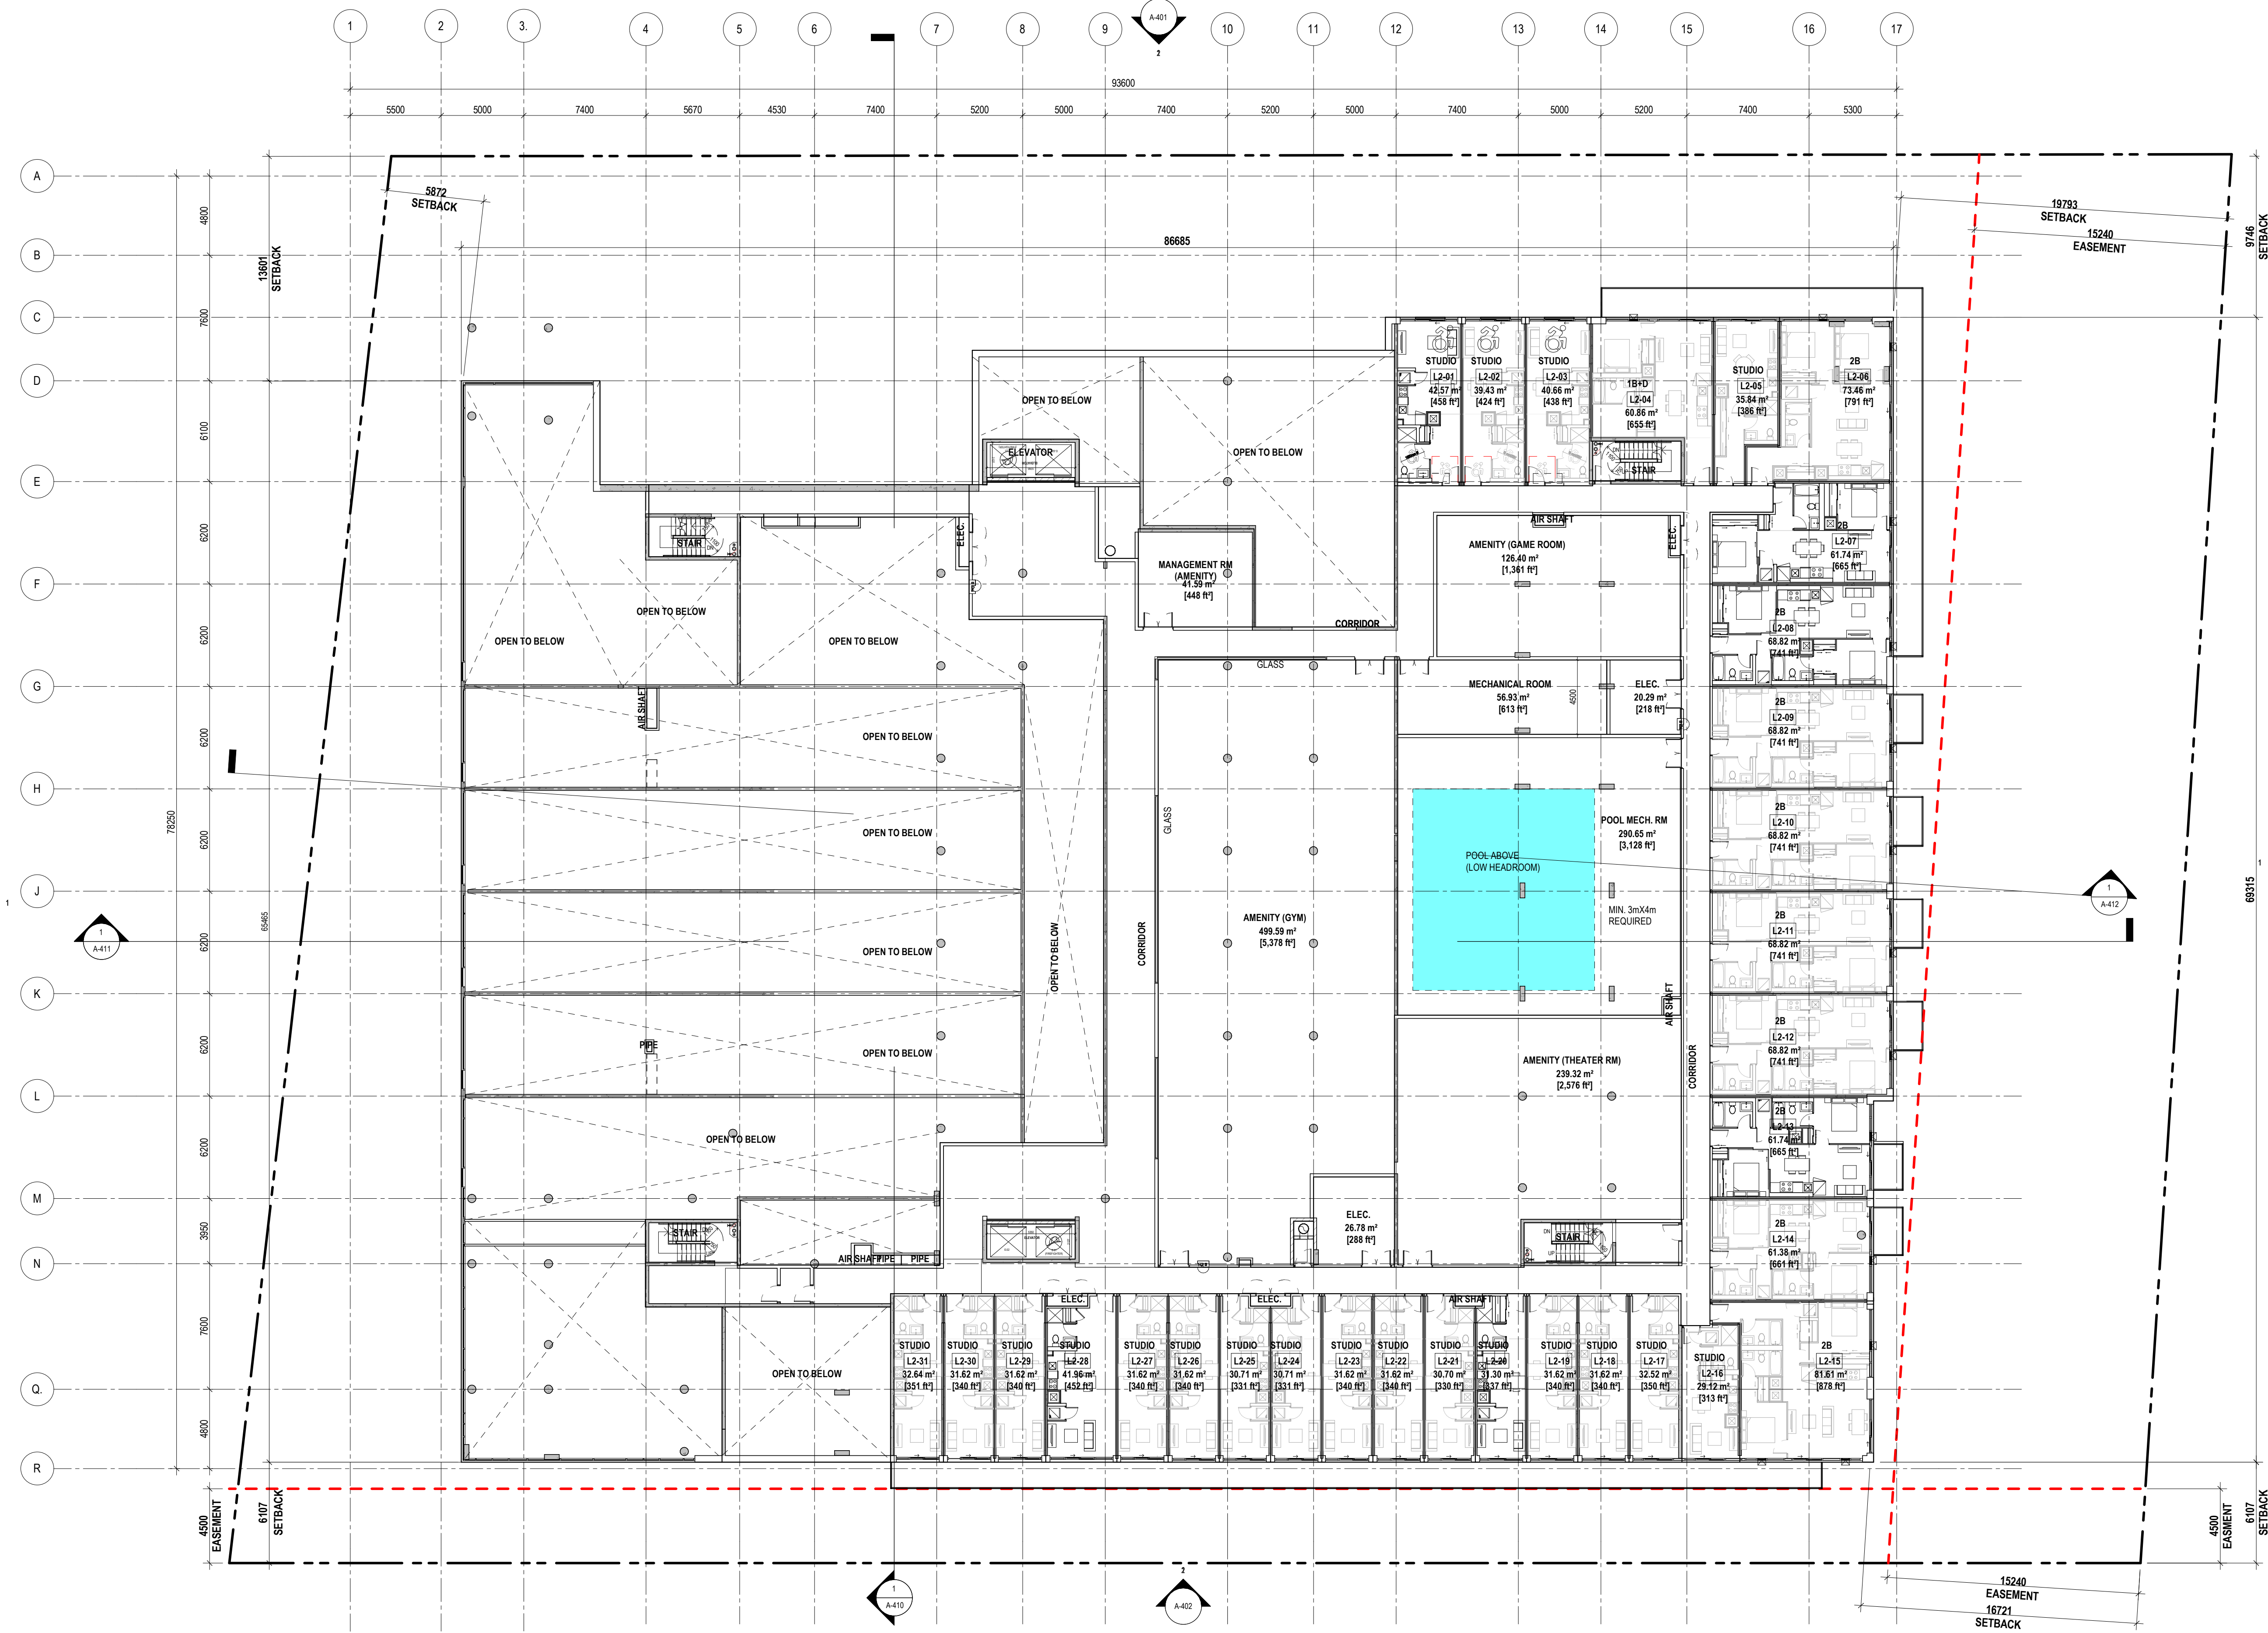 1
2
3.
4
5
6
7
8
9
10
11
12
13
14
15
16
17
A-401
2
93600
5500
5000
7400
5670
4530
7400
5200
5000
7400
5200
5000
7400
5000
5200
7400
5300
A
B
C
D
E
F
G
H
J
K
L
M
N
Q.
R
4800
7600
6100
6200
6200
6200
6200
6200
6200
6200
3950
7600
4800
78250
65465
13601
SETBACK
5872
SETBACK
86685
19793
SETBACK
15240
EASEMENT
9746
SETBACK
69315
STUDIO
L2-01
42.57 m²
[458 ft²]
STUDIO
L2-02
39.43 m²
[424 ft²]
STUDIO
L2-03
40.66 m²
[438 ft²]
1B+D
L2-04
60.86 m²
[655 ft²]
STUDIO
L2-05
35.84 m²
[386 ft²]
2B
L2-06
73.46 m²
[791 ft²]
OPEN TO BELOW
ELEVATOR
OPEN TO BELOW
STAIR
DN
STAIR
DN
ELEC.
AIR SHAFT
ELEC.
AMENITY (GAME ROOM)
126.40 m²
[1,361 ft²]
2B
L2-07
61.74 m²
[665 ft²]
MANAGEMENT RM
(AMENITY)
41.59 m²
[448 ft²]
OPEN TO BELOW
OPEN TO BELOW
OPEN TO BELOW
CORRIDOR
2B
L2-08
68.82 m²
[741 ft²]
GLASS
AIR SHAFT
MECHANICAL ROOM
56.93 m²
[613 ft²]
4500
ELEC.
20.29 m²
[218 ft²]
2B
L2-09
68.82 m²
[741 ft²]
OPEN TO BELOW
GLASS
OPEN TO BELOW
POOL MECH. RM
290.65 m²
[3,128 ft²]
POOL ABOVE
(LOW HEADROOM)
2B
L2-10
68.82 m²
[741 ft²]
1
A-411
1
1
1
A-412
AMENITY (GYM)
499.59 m²
[5,378 ft²]
MIN. 3mX4m
REQUIRED
2B
L2-11
68.82 m²
[741 ft²]
OPEN TO BELOW
OPEN TO BELOW
CORRIDOR
AIR SHAFT
2B
L2-12
68.82 m²
[741 ft²]
PIPE
OPEN TO BELOW
AMENITY (THEATER RM)
239.32 m²
[2,576 ft²]
CORRIDOR
OPEN TO BELOW
2B
L2-13
61.74 m²
[665 ft²]
STAIR
DN
AIR SHAFT
PIPE
PIPE
ELEVATOR
ELEC.
26.78 m²
[288 ft²]
DN
STAIR
UP
2B
L2-14
61.38 m²
[661 ft²]
ELEC.
ELEC.
AIR SHAFT
OPEN TO BELOW
STUDIO
L2-31
32.64 m²
[351 ft²]
STUDIO
L2-30
31.62 m²
[340 ft²]
STUDIO
L2-29
31.62 m²
[340 ft²]
STUDIO
L2-28
41.96 m²
[452 ft²]
STUDIO
L2-27
31.62 m²
[340 ft²]
STUDIO
L2-26
31.62 m²
[340 ft²]
STUDIO
L2-25
30.71 m²
[331 ft²]
STUDIO
L2-24
30.71 m²
[331 ft²]
STUDIO
L2-23
31.62 m²
[340 ft²]
STUDIO
L2-22
31.62 m²
[340 ft²]
STUDIO
L2-21
30.70 m²
[330 ft²]
STUDIO
L2-20
31.30 m²
[337 ft²]
STUDIO
L2-19
31.62 m²
[340 ft²]
STUDIO
L2-18
31.62 m²
[340 ft²]
STUDIO
L2-17
32.52 m²
[350 ft²]
STUDIO
L2-16
29.12 m²
[313 ft²]
2B
L2-15
81.61 m²
[878 ft²]
4500
EASEMENT
6107
SETBACK
4500
EASMENT
6107
SETBACK
1
A-410
2
A-402
15240
EASEMENT
16721
SETBACK